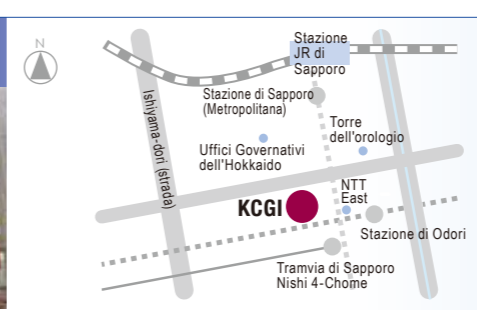 N
Stazione
JR di
Sapporo
Stazione di Sapporo
(Metropolitana)
Ishiyama-dori (strada)
Torre
dell'orologio
Uffici Governativi
dell'Hokkaido
NTT
East
KCGI
Stazione di Odori
Tramvia di Sapporo
Nishi 4-Chome